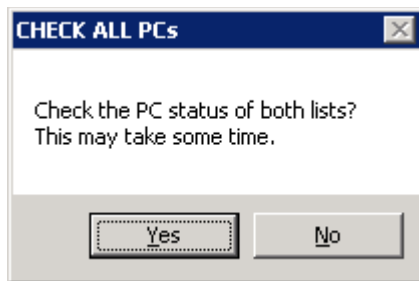 CHECK ALL PCs
Check the PC status of both lists?
This may take some time.
Yes
No